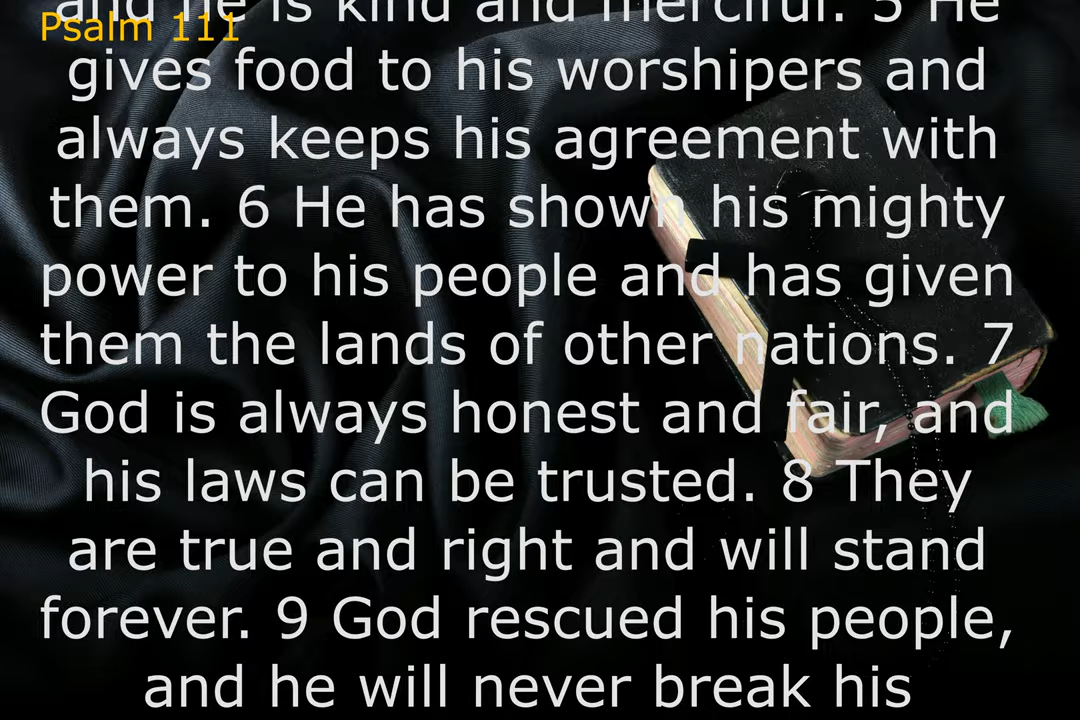 and he is kind and merciful. 5 He
Psalm 111
gives food to his worshipers and
always keeps his agreement with
them. 6 He has shown his mighty
power to his people and has given
them the lands of other nations. 7
God is always honest and fair, and
his laws can be trusted. 8 They
are true and right and will stand
forever. 9 God rescued his people,
and he will never break his